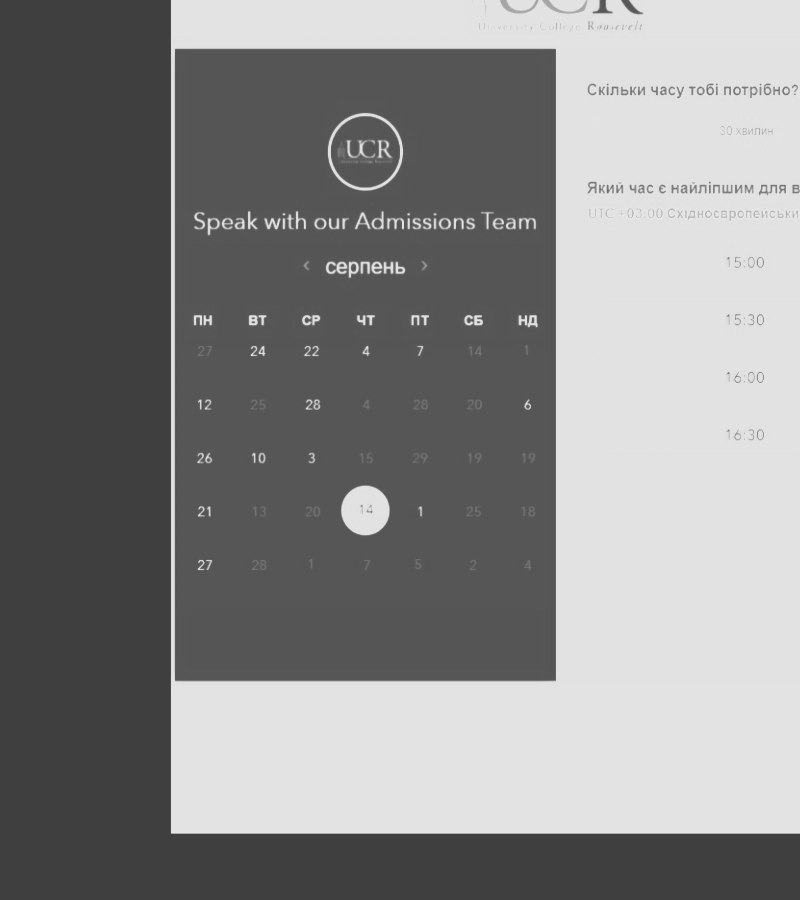 UCR
University College Roosevelt
UCR
Speak with our Admissions Team
‹ серпень ›
ПН ВТ СР ЧТ ПТ СБ НД
27 24 22 4 7 14 1
12 25 28 4 28 20 6
26 10 3 15 29 19 19
21 13 20 14 1 25 18
27 28 1 7 5 2 4
Скільки часу тобі потрібно?
30 хвилин
Який час є найліпшим для в
UTC +03:00 Східноєвропейськи
15:00
15:30
16:00
16:30